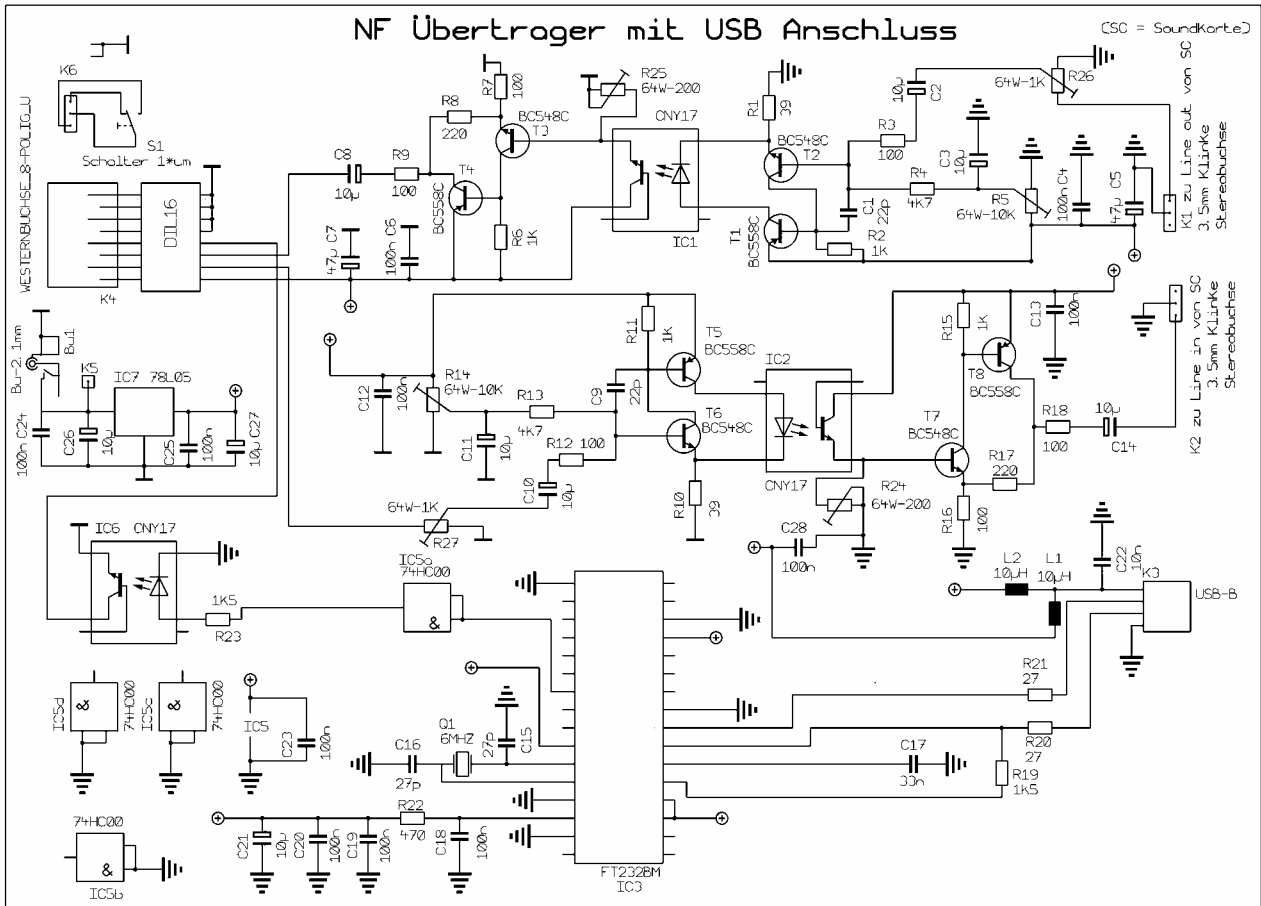 NF Übertrager mit USB Anschluss
(SC = SoundKarte)
K6
S1
Schalter 1*um
WESTERNBUCHSE_8-POLIG_U
DIL16
K4
C8
10µ
R9
100
R8
220
R7
100
BC548C
T3
T4
BC558C
R6
1K
47µ C7
100n C6
R25
64W-200
CNY17
IC1
R1
39
BC548C
T2
T1
BC558C
10µ
C2
R3
100
R4
4K7
C1
22p
R2
1K
C3
10µ
64W-1K
R26
R5
64W-10K
100n C4
47µ C5
K1 zu Line out von SC
3.5mm Klinke
Stereobuchse
Bu-2.1mm
Bu1
K5
IC7 78L05
100n C24
C26
10µ
C25
100n
10µ C27
C12
100n
R14
64W-10K
C11
10µ
R13
4K7
R12 100
C10
10µ
C9
22p
R11
1K
T5
BC558C
T6
BC548C
R10
39
IC2
CNY17
R24
64W-200
C28
100n
T7
BC548C
R15
1K
T8
BC558C
R16
100
R17
220
R18
100
10µ
C14
C13
100n
K2 zu Line in von SC
3.5mm Klinke
Stereobuchse
64W-1K
R27
IC6 CNY17
1K5
R23
IC5a
74HC00
&
L2
10µH
L1
10µH
C22
10n
K3
USB-B
R21
27
R20
27
R19
1K5
C17
33n
IC5d
&
74HC00
IC5c
&
74HC00
IC5
C23
100n
C16
27p
Q1
6MHZ
27p
C15
R22
470
C21
10µ
C20
100n
C19
100n
C18
100n
FT232BM
IC3
74HC00
&
IC5b